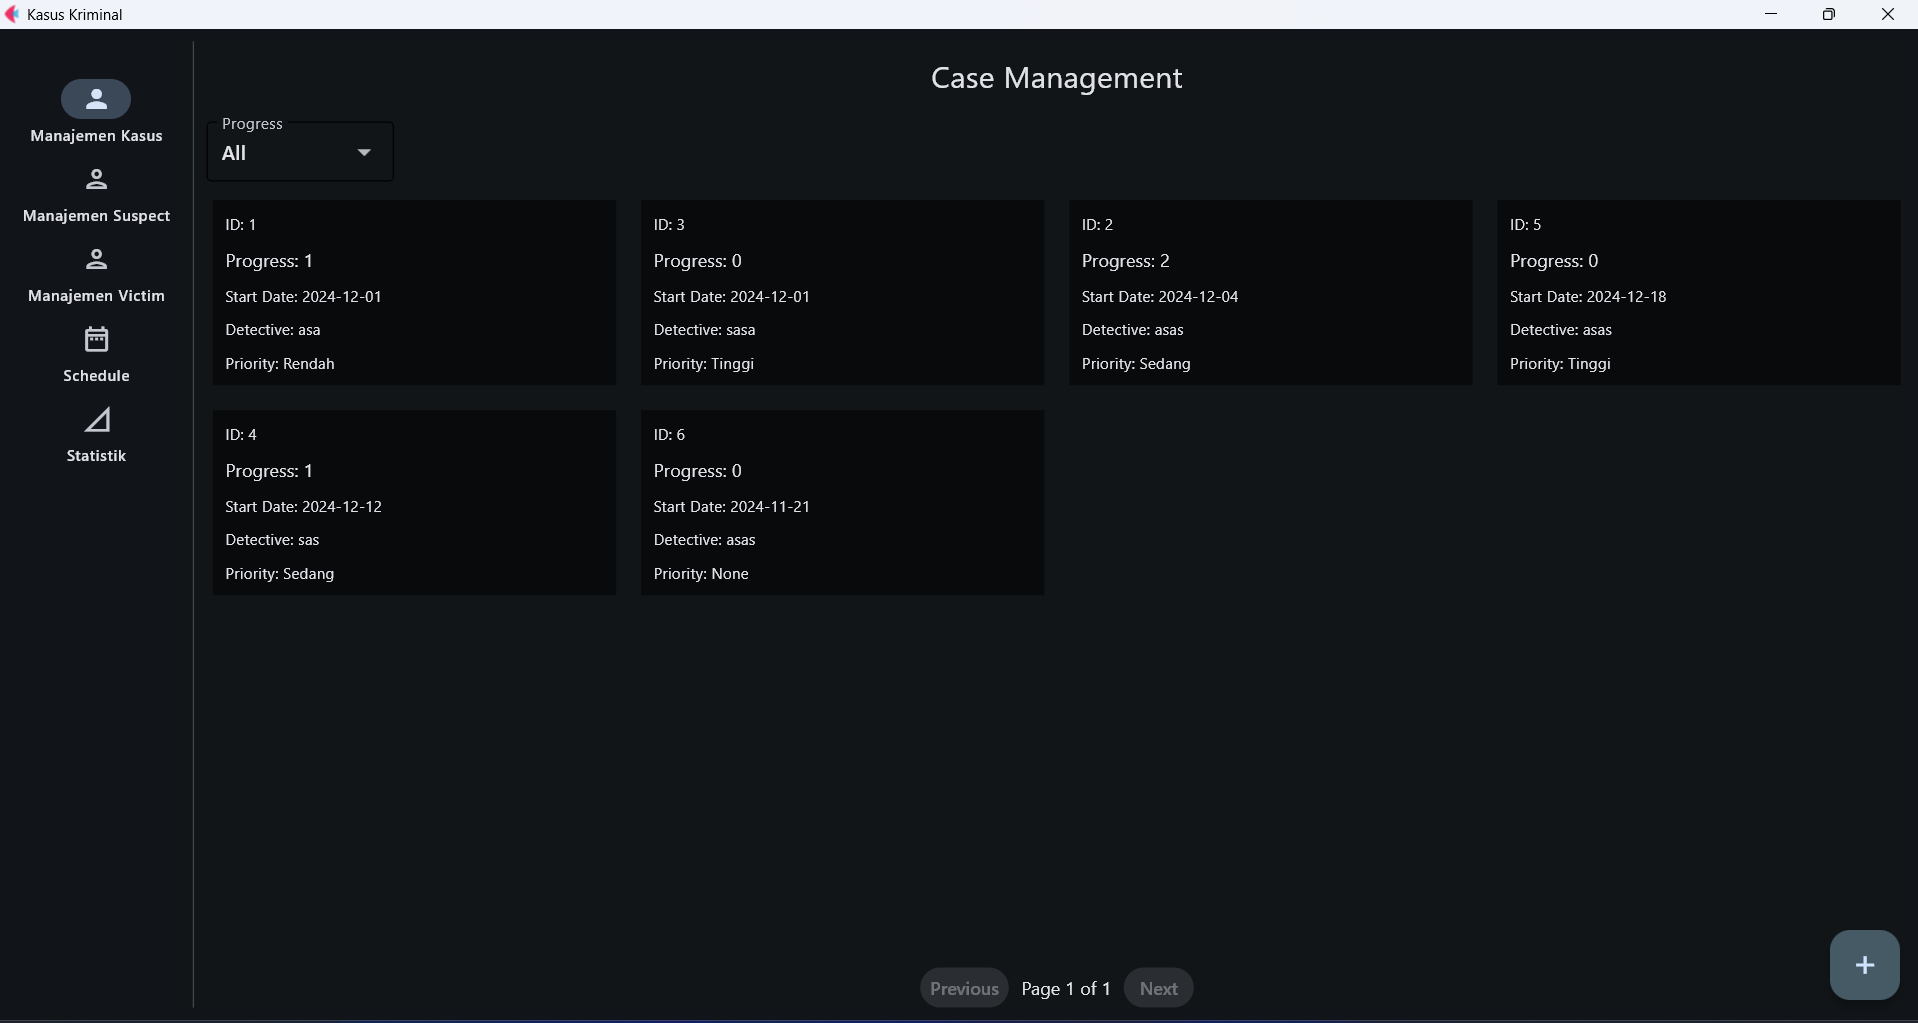 Kasus Kriminal
Manajemen Kasus
Manajemen Suspect
Manajemen Victim
Schedule
Statistik
Case Management
Progress
All
ID: 1
Progress: 1
Start Date: 2024-12-01
Detective: asa
Priority: Rendah
ID: 3
Progress: 0
Start Date: 2024-12-01
Detective: sasa
Priority: Tinggi
ID: 2
Progress: 2
Start Date: 2024-12-04
Detective: asas
Priority: Sedang
ID: 5
Progress: 0
Start Date: 2024-12-18
Detective: asas
Priority: Tinggi
ID: 4
Progress: 1
Start Date: 2024-12-12
Detective: sas
Priority: Sedang
ID: 6
Progress: 0
Start Date: 2024-11-21
Detective: asas
Priority: None
Previous Page 1 of 1 Next
+